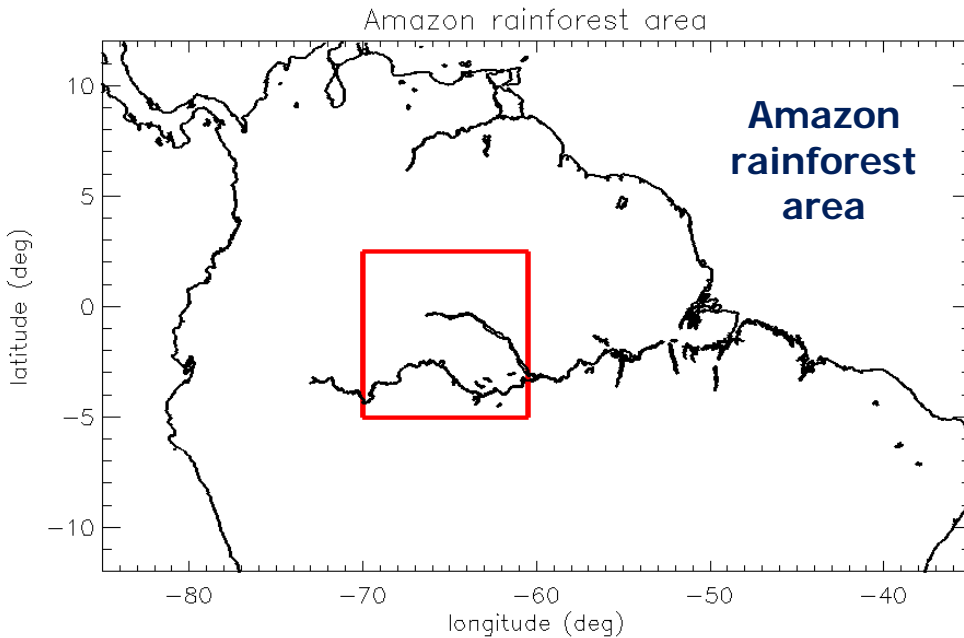 Amazon rainforest area
Amazon
rainforest
area
10
5
0
−5
−10
latitude (deg)
−80
−70
−60
−50
−40
longitude (deg)